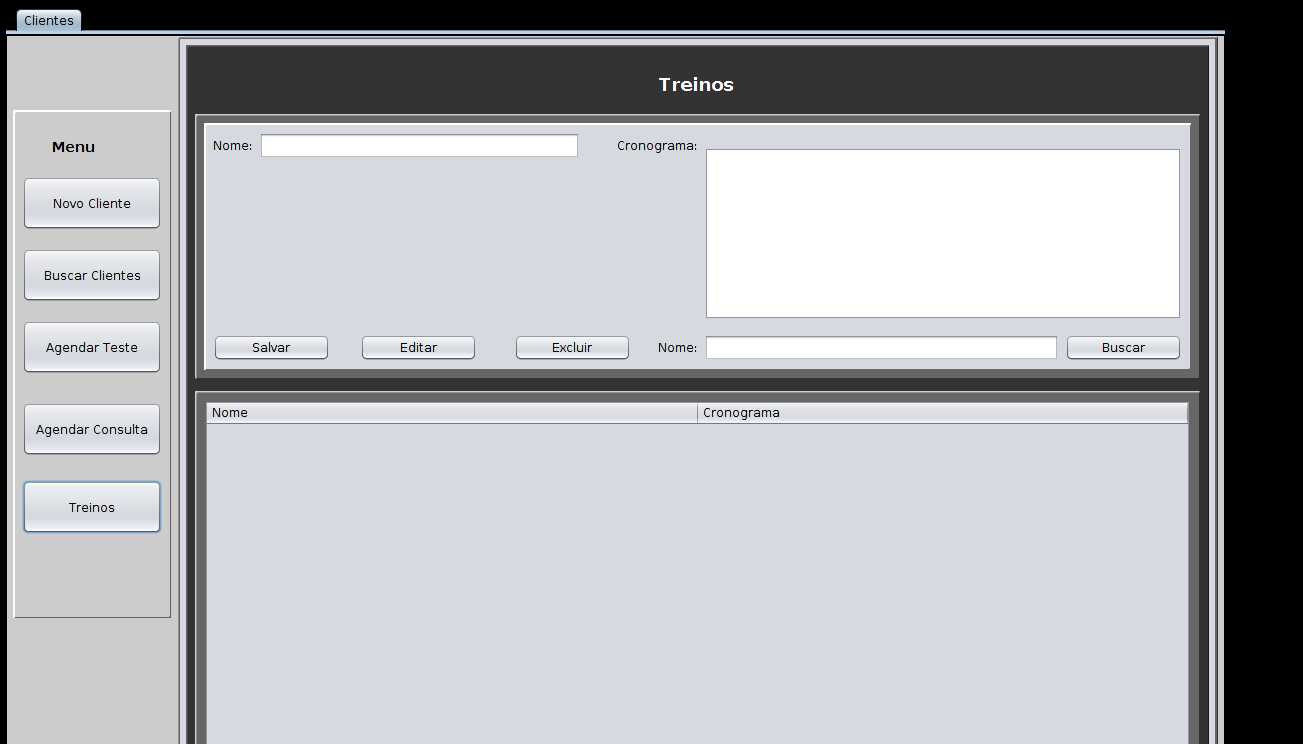 Clientes
Treinos
Menu
Novo Cliente
Buscar Clientes
Agendar Teste
Agendar Consulta
Treinos
Nome:
Cronograma:
Salvar
Editar
Excluir
Nome:
Buscar
Nome
Cronograma